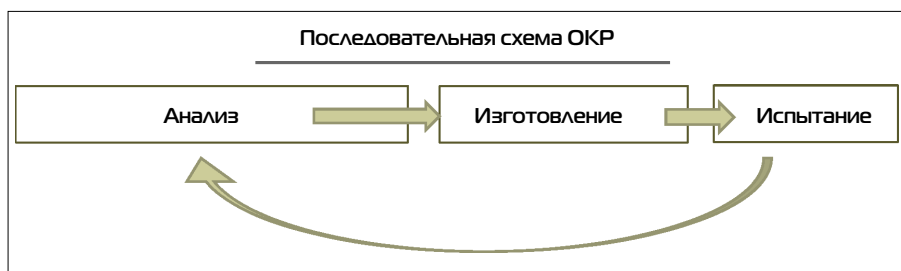 Последовательная схема ОКР
Анализ
Изготовление
Испытание